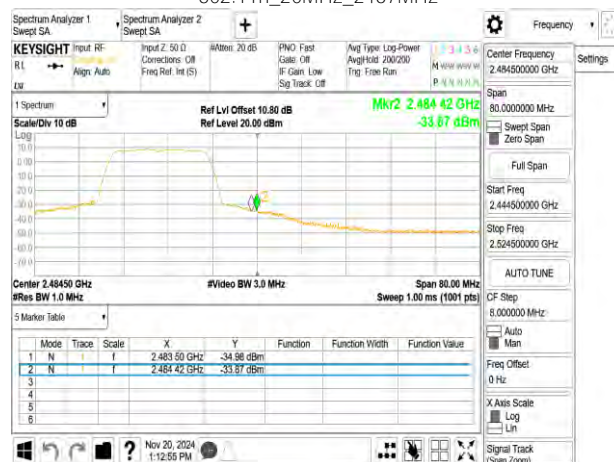 Spectrum Analyzer 1
Swept SA
Spectrum Analyzer 2
Swept SA
+
Frequency
KEYSIGHT
Input: RF
Input Z: 50 Ω
#Atten: 20 dB
PNO: Fast
Avg Type: Log-Power
RL
Corrections: Off
Gate: Off
Avg|Hold: 200/200
Align: Auto
Freq Ref: Int (S)
IF Gain: Low
Trig: Free Run
Sig Track: Off
Center Frequency
2.484500000 GHz
Settings
Span
80.0000000 MHz
Swept Span
Zero Span
Full Span
Start Freq
2.444500000 GHz
Stop Freq
2.524500000 GHz
AUTO TUNE
CF Step
8.000000 MHz
Auto
Man
Freq Offset
0 Hz
X Axis Scale
Log
Lin
Signal Track
(Span Zoom)
1 Spectrum
Ref Lvl Offset 10.80 dB
Mkr2 2.484 42 GHz
Scale/Div 10 dB
Ref Level 20.00 dBm
-33.87 dBm
Log
Center 2.48450 GHz
#Video BW 3.0 MHz
Span 80.00 MHz
#Res BW 1.0 MHz
Sweep 1.00 ms (1001 pts)
5 Marker Table
Mode Trace Scale X Y Function Function Width Function Value
1 N 1 f 2.483 50 GHz -34.98 dBm
2 N 1 f 2.484 42 GHz -33.87 dBm
3
4
5
6
?
Nov 20, 2024
1:12:55 PM